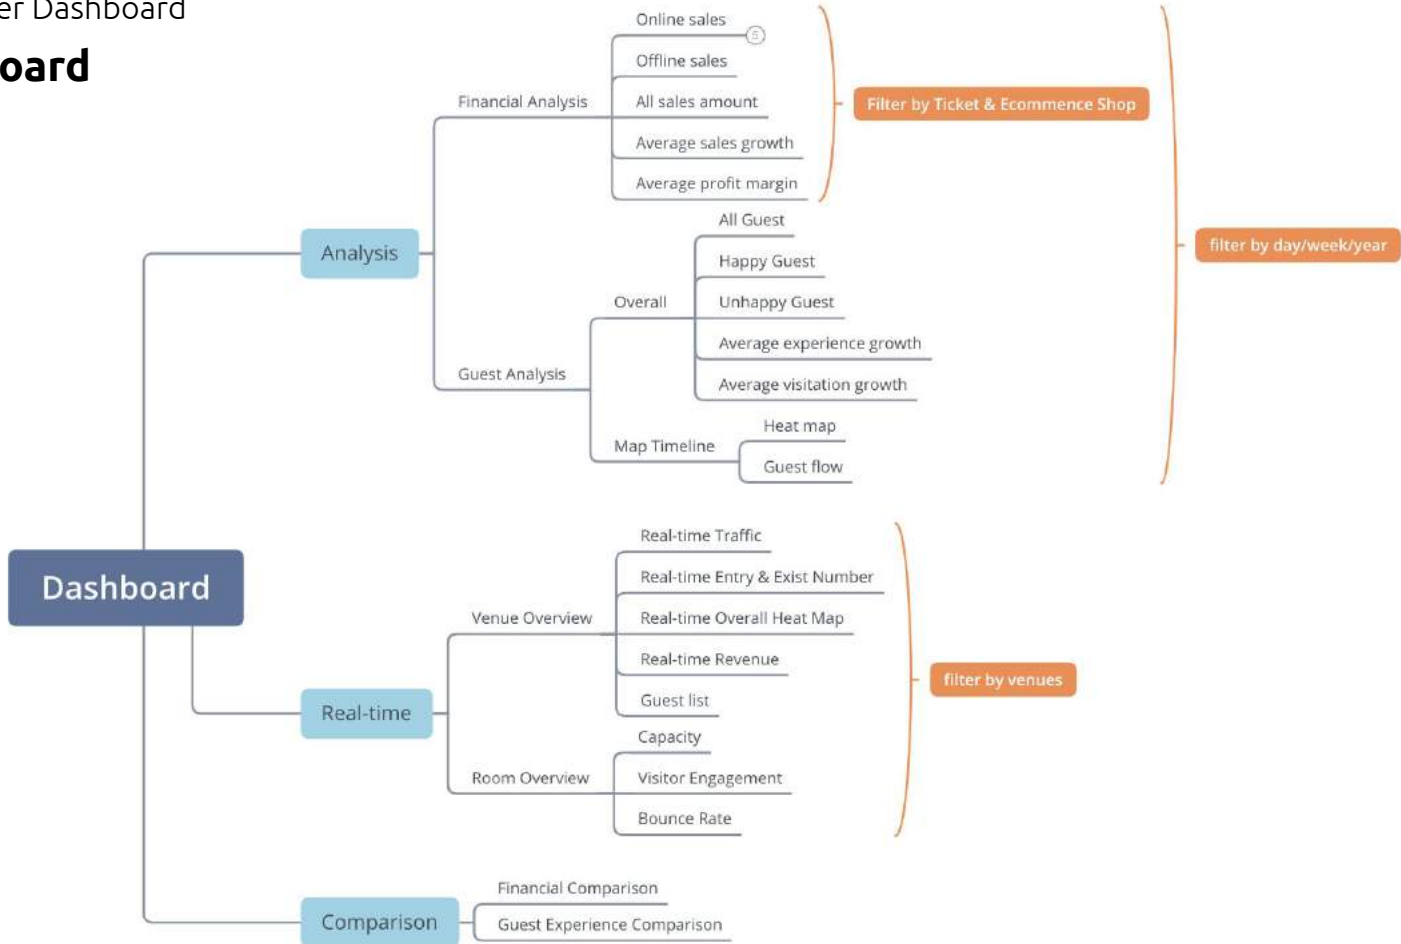 er Dashboard
oard
Online sales
5
Offline sales
Financial Analysis
All sales amount
Filter by Ticket & Ecommence Shop
Average sales growth
Average profit margin
All Guest
Analysis
filter by day/week/year
Happy Guest
Overall
Unhappy Guest
Average experience growth
Guest Analysis
Average visitation growth
Heat map
Map Timeline
Guest flow
Dashboard
Real-time Traffic
Real-time Entry & Exist Number
Venue Overview
Real-time Overall Heat Map
Real-time Revenue
filter by venues
Guest list
Real-time
Capacity
Room Overview
Visitor Engagement
Bounce Rate
Financial Comparison
Comparison
Guest Experience Comparison